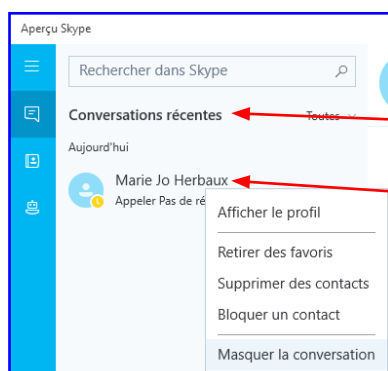 Aperçu Skype
Rechercher dans Skype
Conversations récentes
Toutes
Aujourd'hui
Marie Jo Herbaux
Appeler Pas de ré
Afficher le profil
Retirer des favoris
Supprimer des contacts
Bloquer un contact
Masquer la conversation